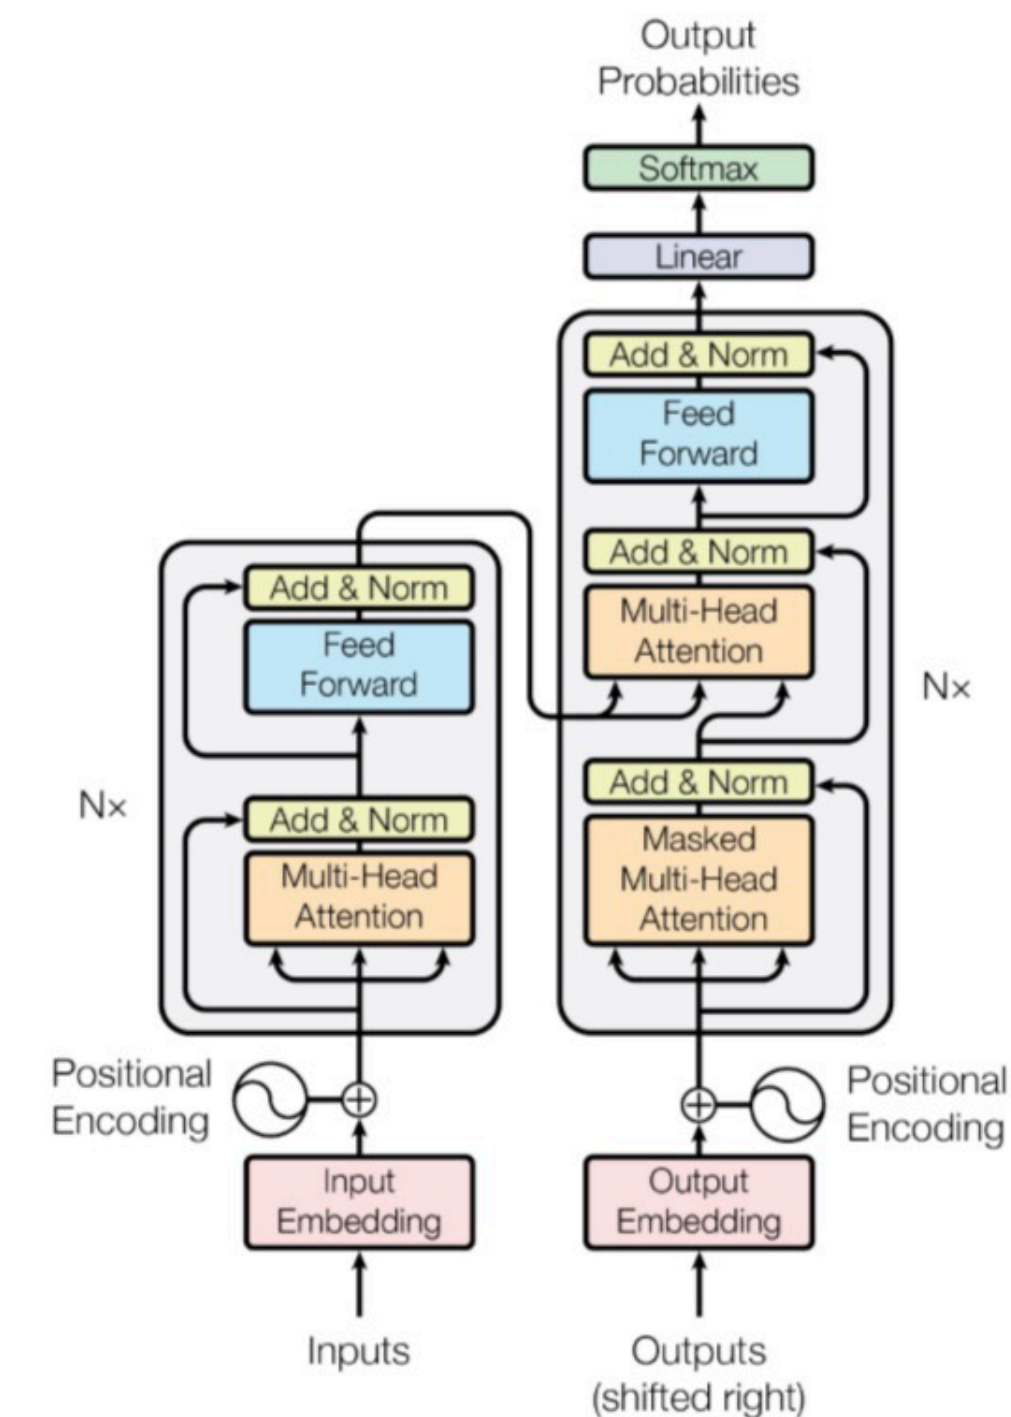 Output
Probabilities
Softmax
Linear
Add & Norm
Feed
Forward
Add & Norm
Multi-Head
Attention
Add & Norm
Masked
Multi-Head
Attention
Nx
Add & Norm
Feed
Forward
Add & Norm
Multi-Head
Attention
Nx
Positional
Encoding
Positional
Encoding
Input
Embedding
Output
Embedding
Inputs
Outputs
(shifted right)